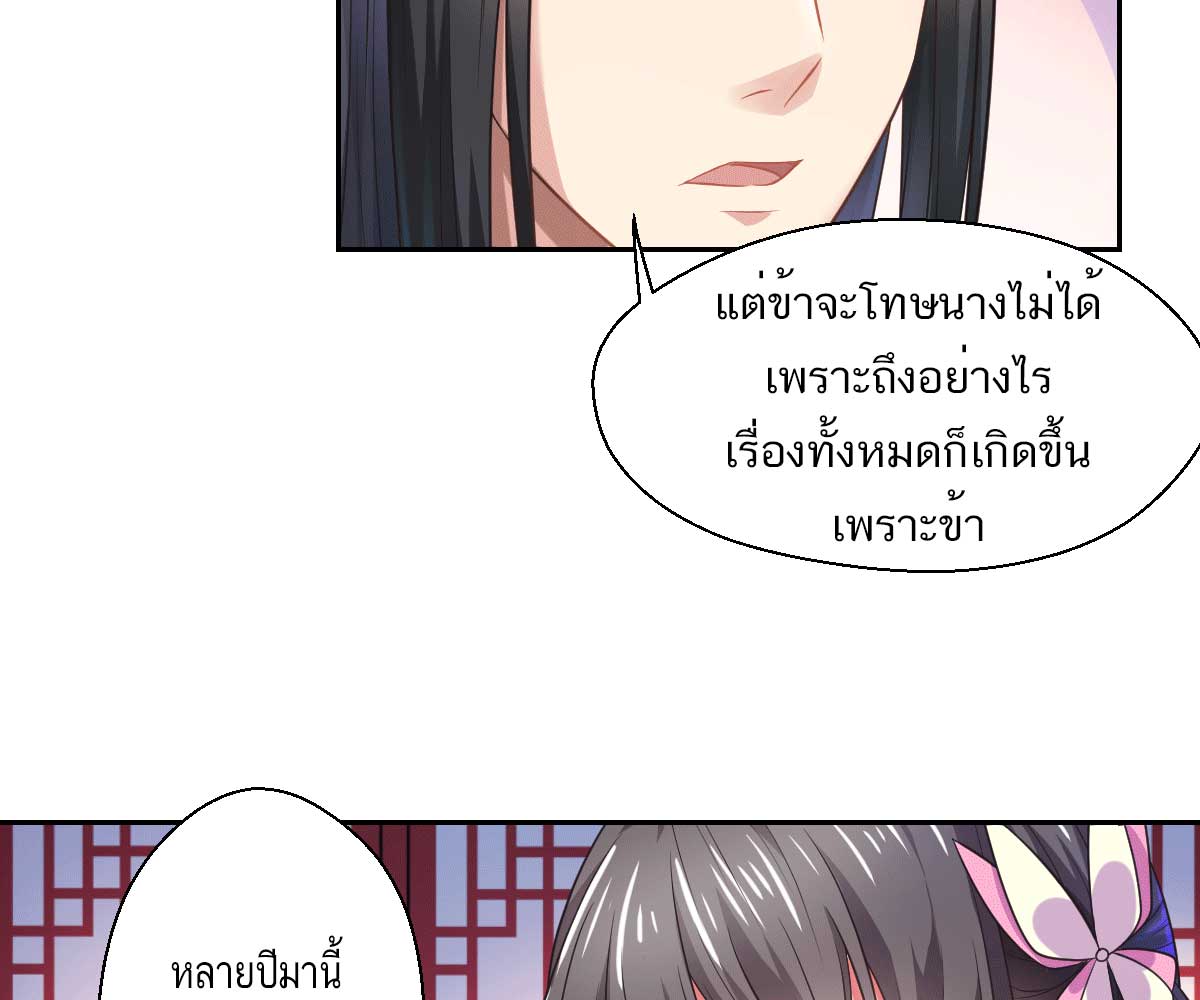 แต่ข้าจะโทษนางไม่ได้
เพราะถึงอย่างไร
เรื่องทั้งหมดก็เกิดขึ้น
เพราะข้า
หลายปีมานี้